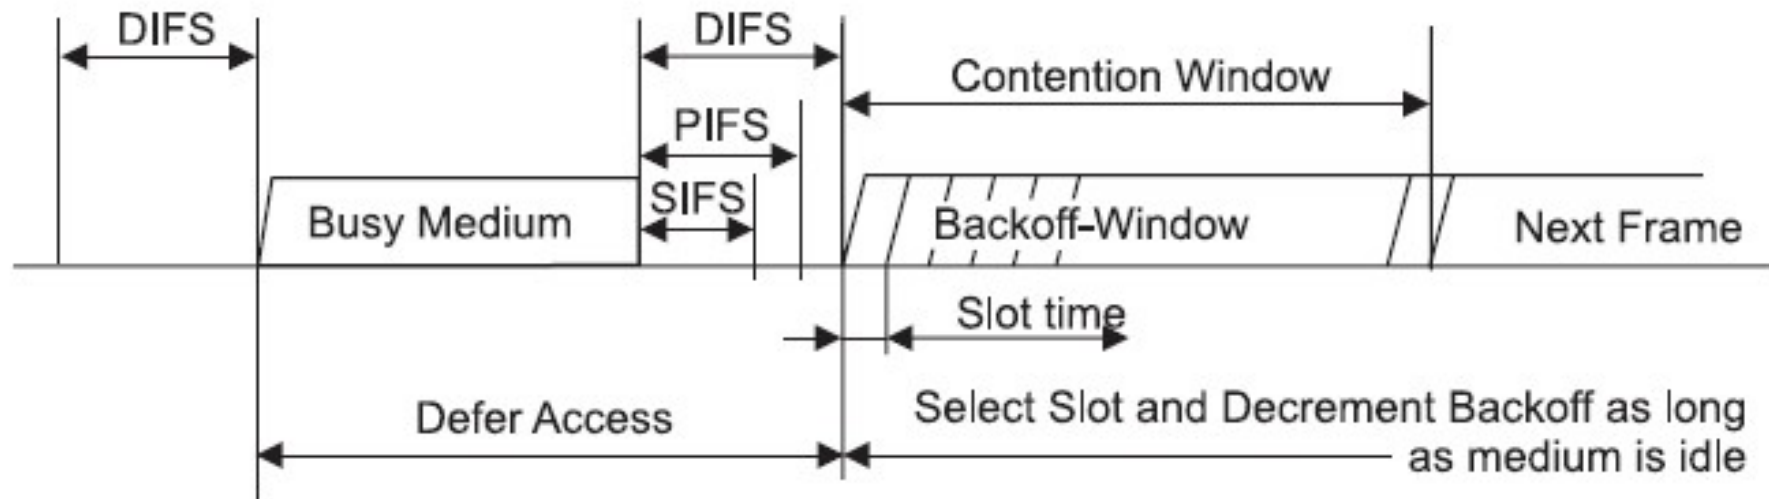 DIFS
DIFS
Contention Window
PIFS
SIFS
Busy Medium
Backoff-Window
Next Frame
Slot time
Defer Access
Select Slot and Decrement Backoff as long
as medium is idle